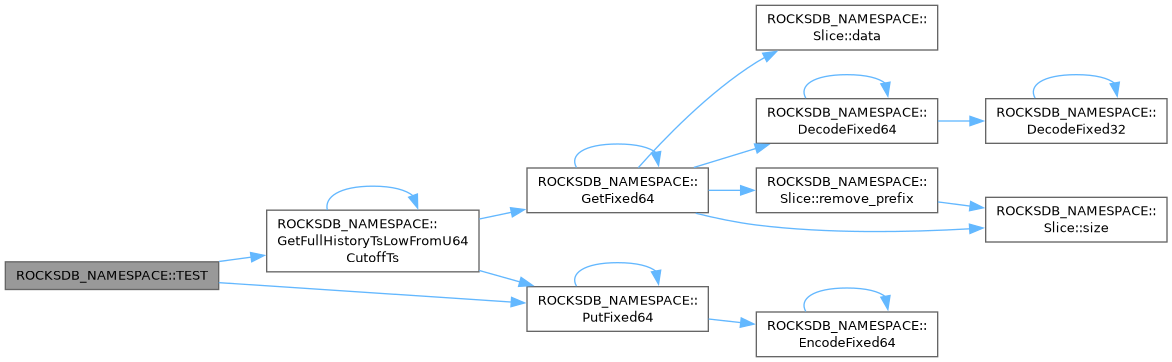 ROCKSDB_NAMESPACE::TEST
ROCKSDB_NAMESPACE::
GetFullHistoryTsLowFromU64
CutoffTs
ROCKSDB_NAMESPACE::
GetFixed64
ROCKSDB_NAMESPACE::
PutFixed64
ROCKSDB_NAMESPACE::
Slice::data
ROCKSDB_NAMESPACE::
DecodeFixed64
ROCKSDB_NAMESPACE::
Slice::remove_prefix
ROCKSDB_NAMESPACE::
EncodeFixed64
ROCKSDB_NAMESPACE::
DecodeFixed32
ROCKSDB_NAMESPACE::
Slice::size